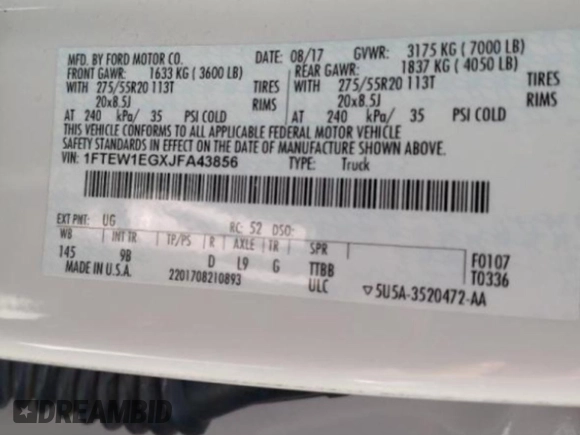 MFD. BY FORD MOTOR CO.
DATE: 08/17 GVWR: 3175 KG ( 7000 LB)
FRONT GAWR: 1633 KG ( 3600 LB)
REAR GAWR: 1837 KG ( 4050 LB)
WITH 275/55R20 113T TIRES
WITH 275/55R20 113T TIRES
20x8.5J RIMS
20x8.5J RIMS
AT 240 kPa/ 35 PSI COLD
AT 240 kPa/ 35 PSI COLD
THIS VEHICLE CONFORMS TO ALL APPLICABLE FEDERAL MOTOR VEHICLE
SAFETY STANDARDS IN EFFECT ON THE DATE OF MANUFACTURE SHOWN ABOVE.
VIN: 1FTEW1EGXJFA43856 TYPE: Truck
EXT PNT: UG RC: 52 DSO:
WB INT TR TP/PS R AXLE TR SPR
145 9B D L9 G TTBB
F0107
T0336
MADE IN U.S.A. 2201708210893 ULC
▽5U5A-3520472-AA
DREAMBID